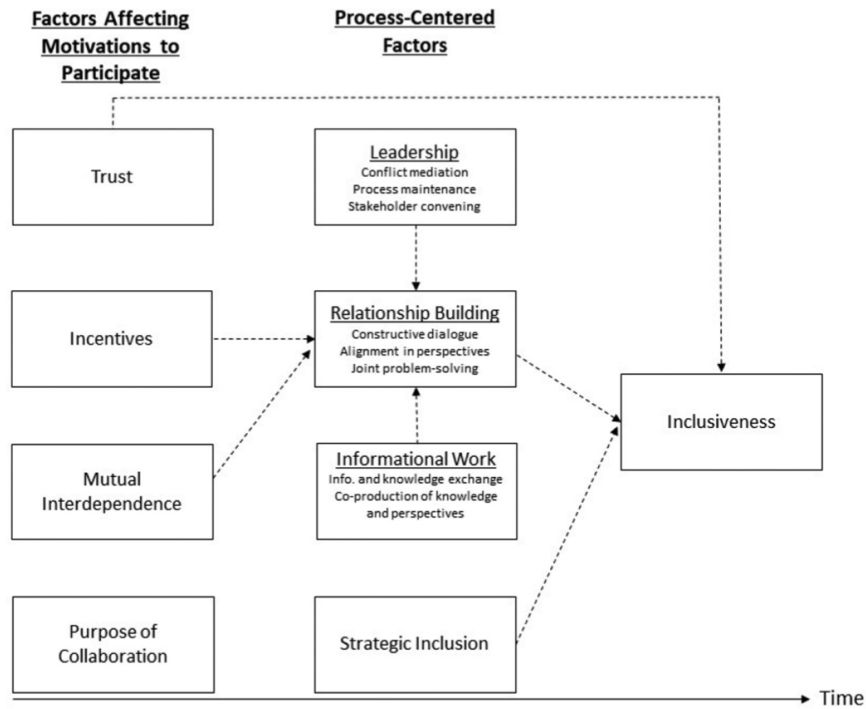 Factors Affecting
Motivations to
Participate
Process-Centered
Factors
Trust
Leadership
Conflict mediation
Process maintenance
Stakeholder convening
Incentives
Relationship Building
Constructive dialogue
Alignment in perspectives
Joint problem-solving
Inclusiveness
Mutual
Interdependence
Informational Work
Info. and knowledge exchange
Co-production of knowledge
and perspectives
Purpose of
Collaboration
Strategic Inclusion
Time